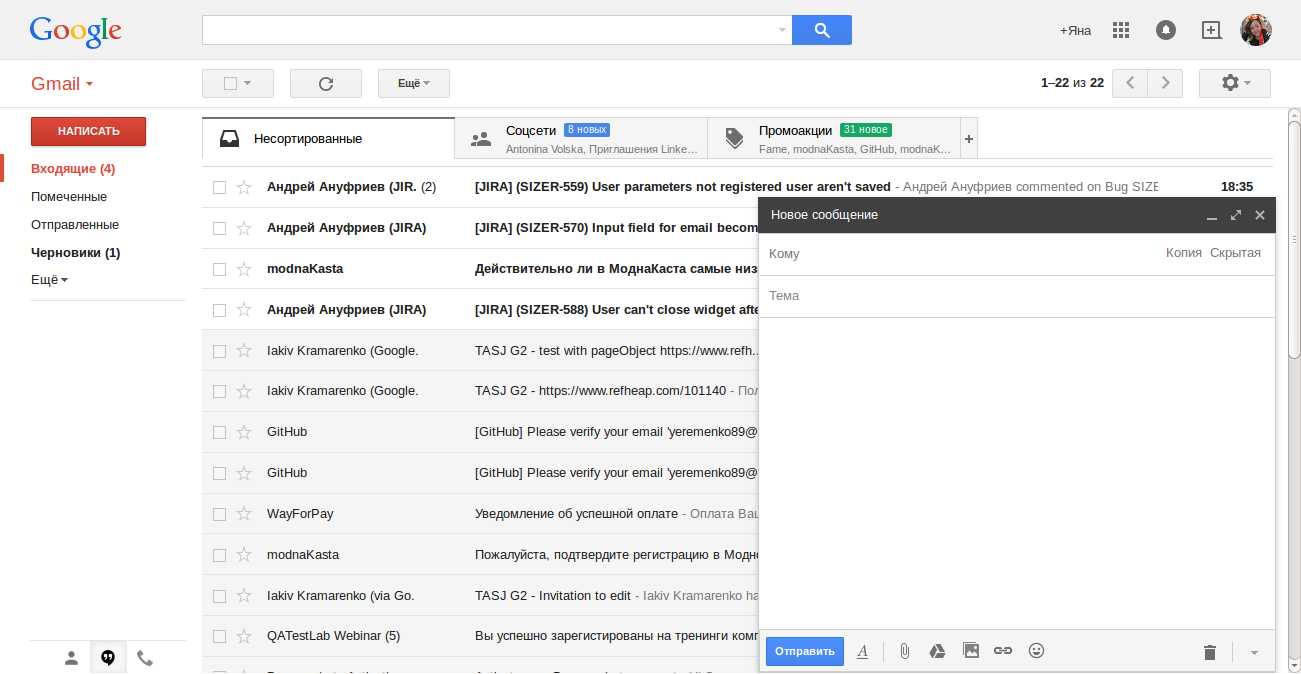 Google
+Яна
Gmail
Ещё
1–22 из 22
НАПИСАТЬ
Входящие (4)
Помеченные
Отправленные
Черновики (1)
Ещё
Несортированные
Соцсети 8 новых
Antonina Volska, Приглашения Linke…
Промоакции 31 новое
Fame, modnaKasta, GitHub, modnaK…
+
Андрей Ануфриев (JIR. (2) [JIRA] (SIZER-559) User parameters not registered user aren't saved - Андрей Ануфриев commented on Bug SIZE 18:35
Андрей Ануфриев (JIRA) [JIRA] (SIZER-570) Input field for email becom
modnaKasta Действительно ли в МоднаКаста самые низ
Андрей Ануфриев (JIRA) [JIRA] (SIZER-588) User can't close widget afte
Iakiv Kramarenko (Google. TASJ G2 - test with pageObject https://www.refh..
Iakiv Kramarenko (Google. TASJ G2 - https://www.refheap.com/101140 - Пол
GitHub [GitHub] Please verify your email 'yeremenko89@
GitHub [GitHub] Please verify your email 'yeremenko89@
WayForPay Уведомление об успешной оплате - Оплата Ваш
modnaKasta Пожалуйста, подтвердите регистрацию в Модно
Iakiv Kramarenko (via Go. TASJ G2 - Invitation to edit - Iakiv Kramarenko ha
QATestLab Webinar (5) Вы успешно зарегистрированы на тренинги комп
Новое сообщение
Кому
Копия Скрытая
Тема
Отправить
A